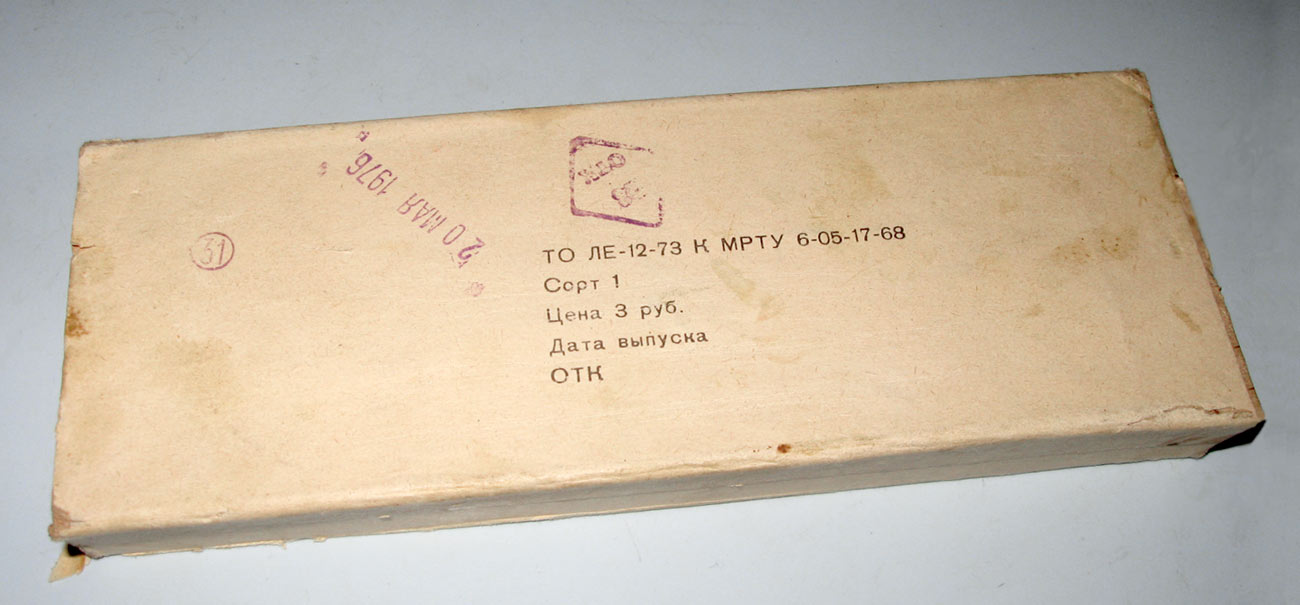 20 МАЯ 1976
31
ТО ЛЕ-12-73 К МРТУ 6-05-17-68
Сорт 1
Цена 3 руб.
Дата выпуска
ОТК